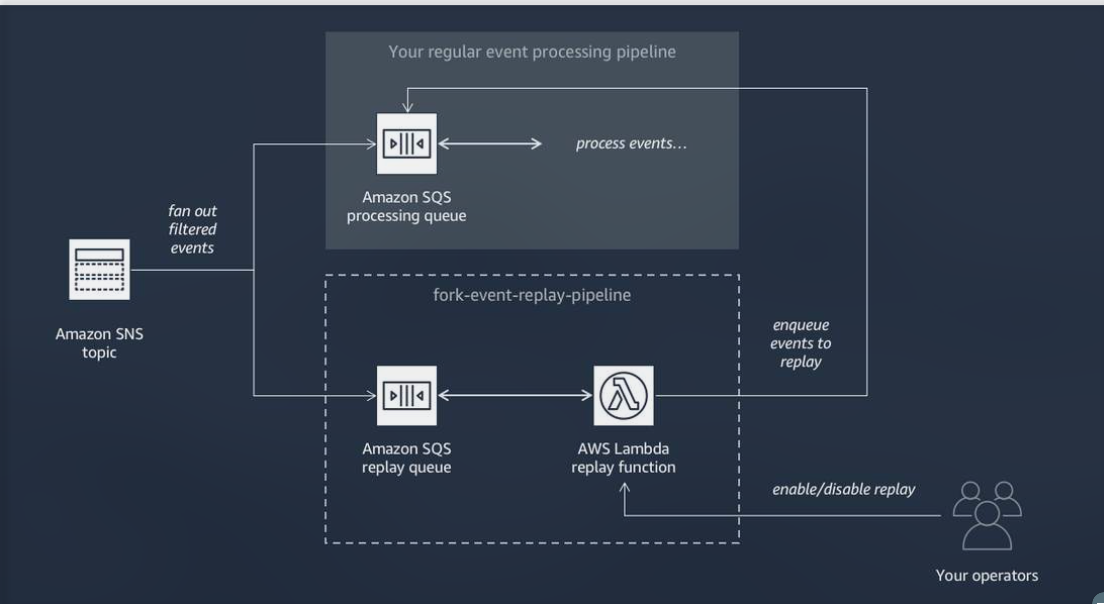 Your regular event processing pipeline
process events...
Amazon SQS
processing queue
fan out
filtered
events
Amazon SNS
topic
fork-event-replay-pipeline
enqueue
events to
replay
Amazon SQS
replay queue
AWS Lambda
replay function
enable/disable replay
Your operators